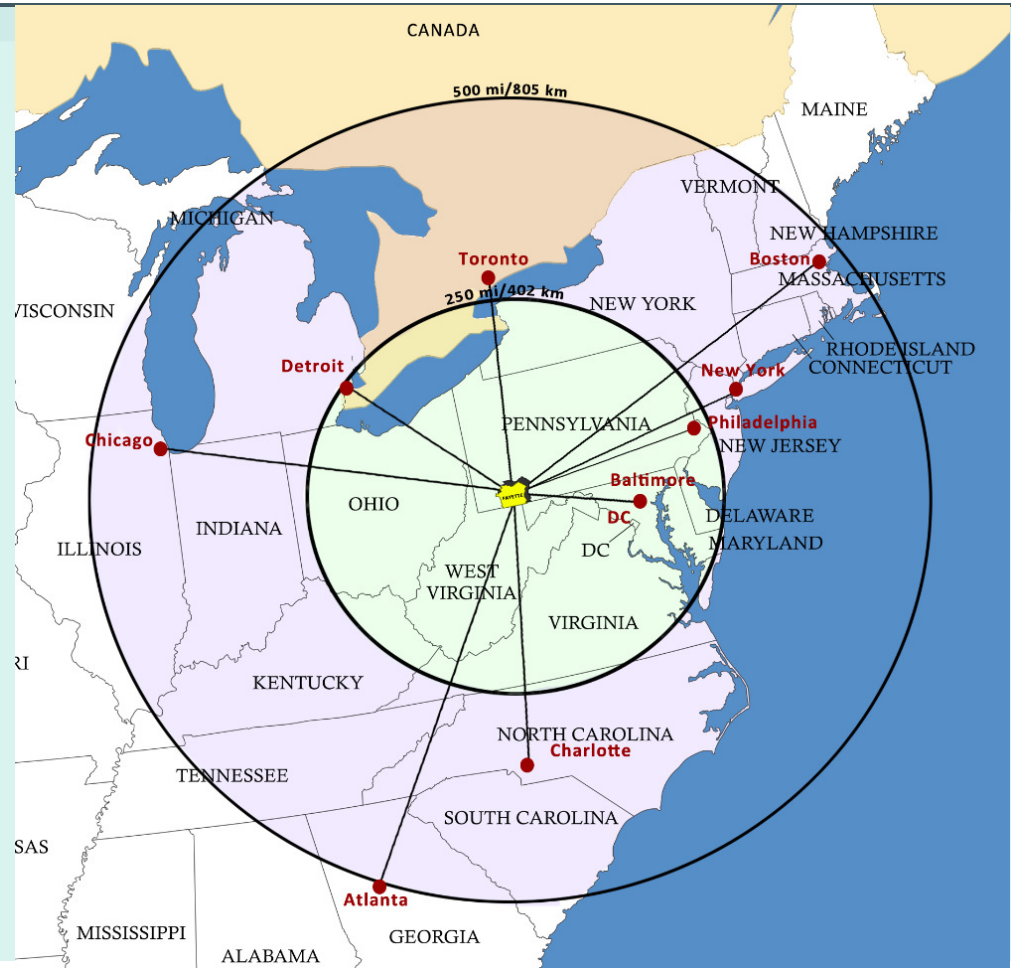 CANADA
500 mi/805 km
MAINE
VERMONT
MICHIGAN
NEW HAMPSHIRE
Toronto
Boston
MASSACHUSETTS
250 mi/402 km
NEW YORK
VISCONSIN
RHODE ISLAND
CONNECTICUT
Detroit
New York
Philadelphia
PENNSYLVANIA
Chicago
NEW JERSEY
Baltimore
FAYETTE
OHIO
DC
DELAWARE
INDIANA
ILLINOIS
DC
MARYLAND
WEST
VIRGINIA
VIRGINIA
RI
KENTUCKY
NORTH CAROLINA
Charlotte
TENNESSEE
SOUTH CAROLINA
SAS
Atlanta
MISSISSIPPI
GEORGIA
ALABAMA